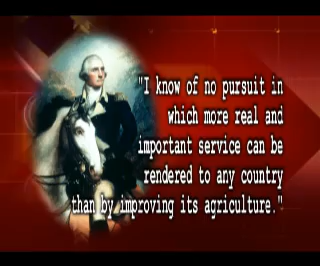 "I know of no pursuit in
which more real and
important service can be
rendered to any country
than by improving its agriculture."